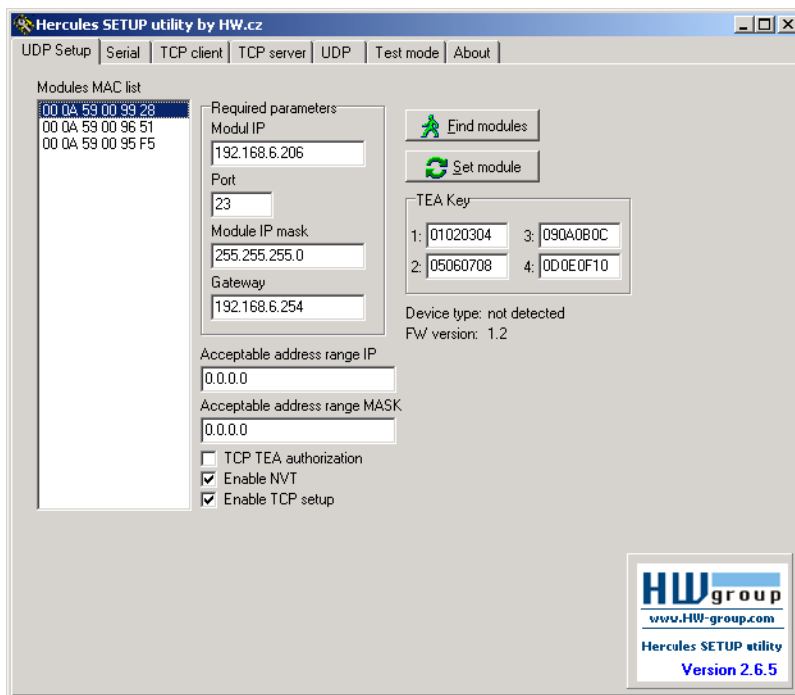 Hercules SETUP utility by HW.cz
UDP Setup Serial TCP client TCP server UDP Test mode About
Modules MAC list
00 0A 59 00 99 28
00 0A 59 00 96 51
00 0A 59 00 95 F5
Required parameters
Modul IP
192.168.6.206
Port
23
Module IP mask
255.255.255.0
Gateway
192.168.6.254
Acceptable address range IP
0.0.0.0
Acceptable address range MASK
0.0.0.0
TCP TEA authorization
Enable NVT
Enable TCP setup
Find modules
Set module
TEA Key
1: 01020304 3: 090A0B0C
2: 05060708 4: 0D0E0F10
Device type: not detected
FW version: 1.2
HW group
www.HW-group.com
Hercules SETUP utility
Version 2.6.5